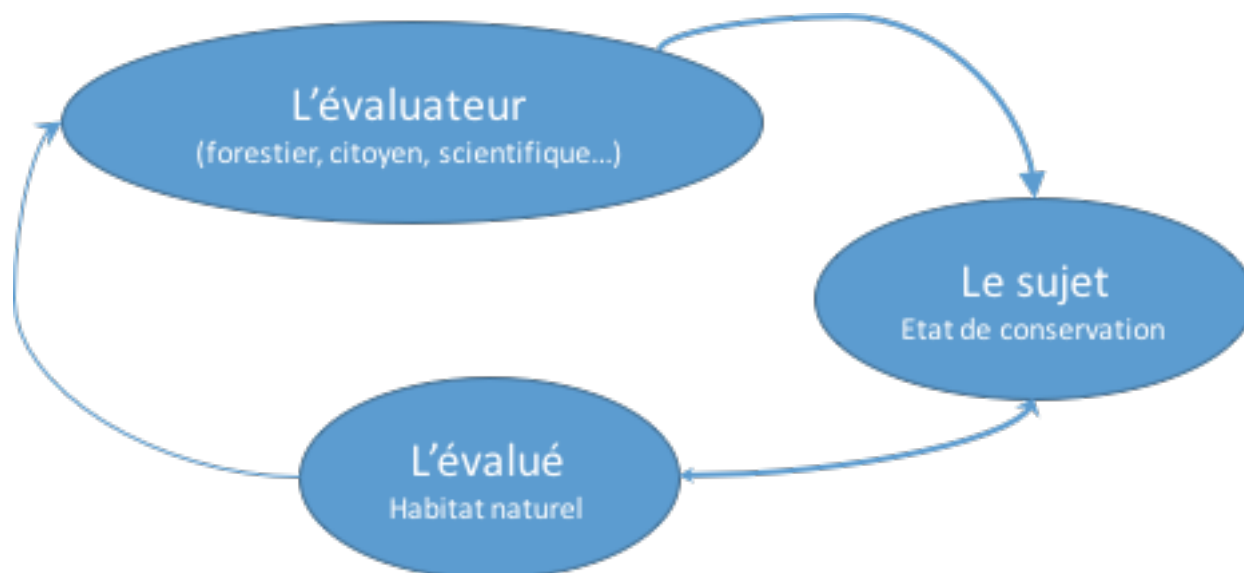 L'évaluateur
(forestier, citoyen, scientifique...)
Le sujet
Etat de conservation
L'évalué
Habitat naturel